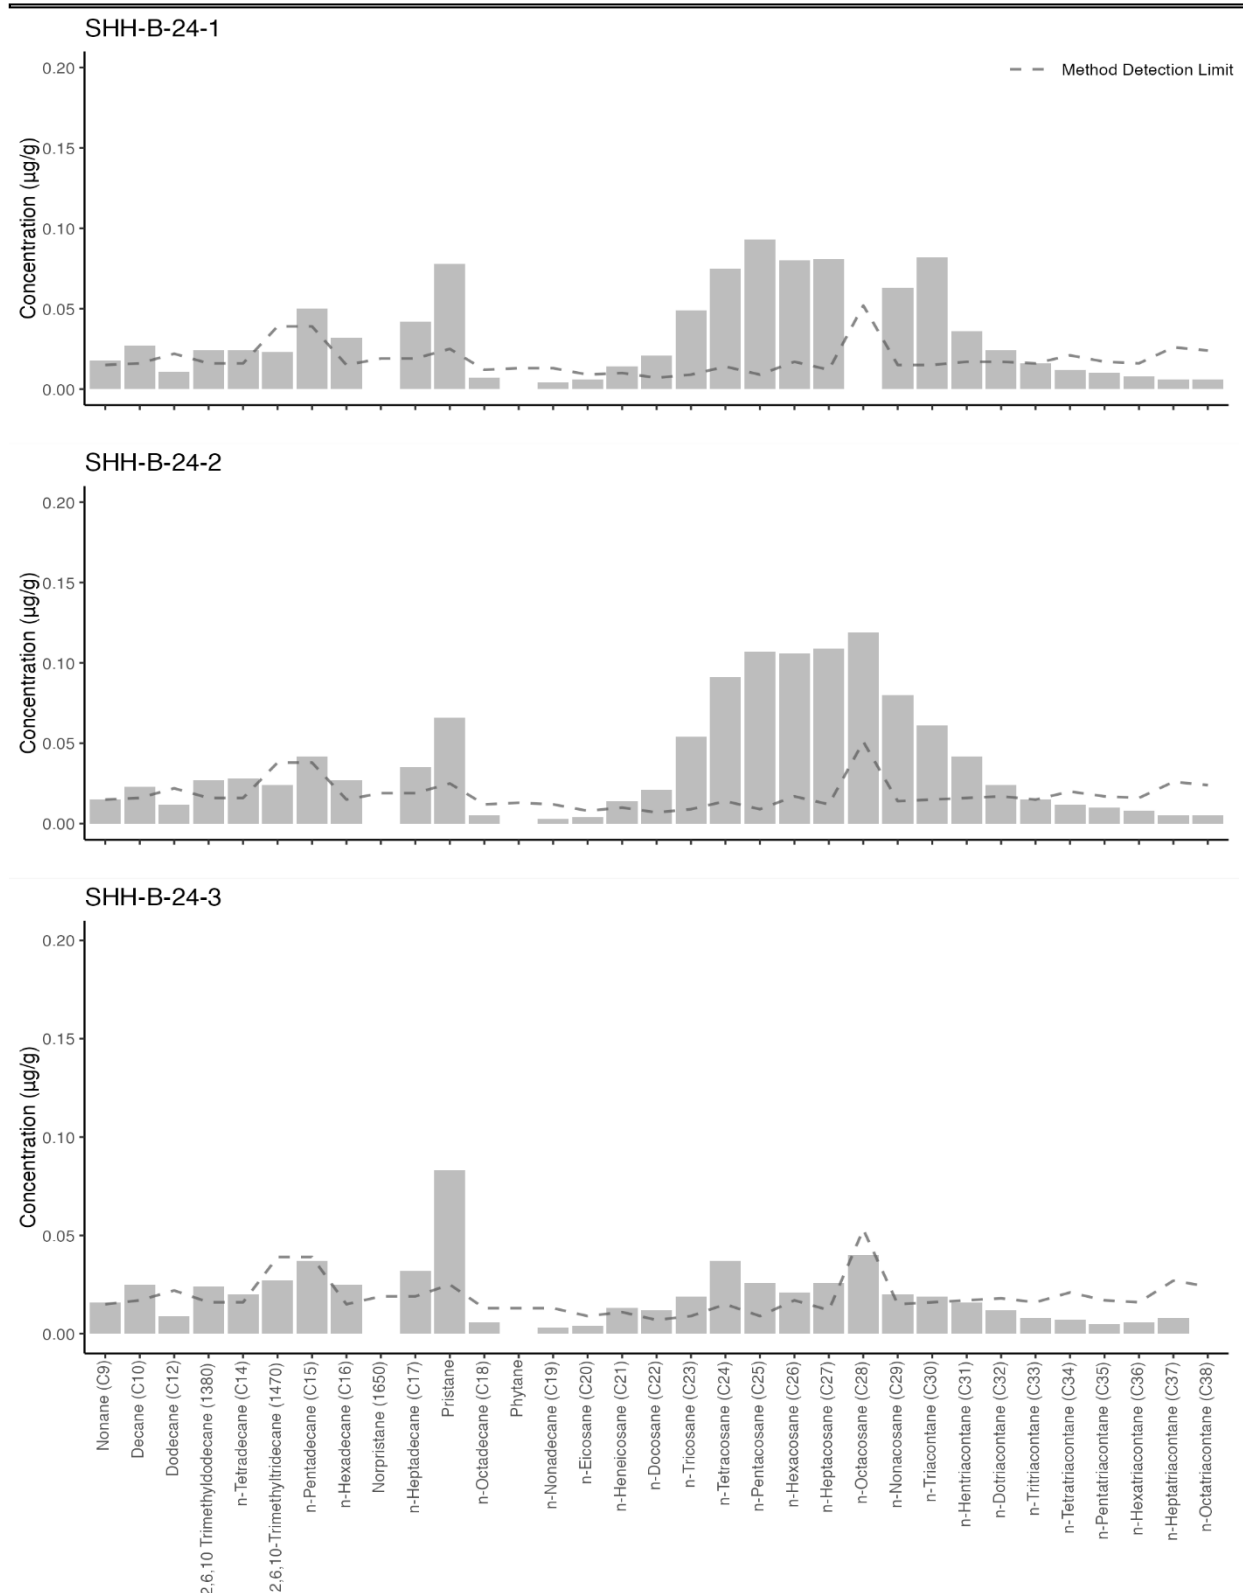 SHH-B-24-1
Method Detection Limit
Concentration (µg/g)
0.20
0.15
0.10
0.05
0.00
SHH-B-24-2
Concentration (µg/g)
0.20
0.15
0.10
0.05
0.00
SHH-B-24-3
Concentration (µg/g)
0.20
0.15
0.10
0.05
0.00
Nonane (C9)
Decane (C10)
Dodecane (C12)
2,6,10 Trimethyldodecane (1380)
n-Tetradecane (C14)
2,6,10-Trimethyltridecane (1470)
n-Pentadecane (C15)
n-Hexadecane (C16)
Norpristane (1650)
n-Heptadecane (C17)
Pristane
n-Octadecane (C18)
Phytane
n-Nonadecane (C19)
n-Eicosane (C20)
n-Heneicosane (C21)
n-Docosane (C22)
n-Tricosane (C23)
n-Tetracosane (C24)
n-Pentacosane (C25)
n-Hexacosane (C26)
n-Heptacosane (C27)
n-Octacosane (C28)
n-Nonacosane (C29)
n-Triacontane (C30)
n-Hentriacontane (C31)
n-Dotriacontane (C32)
n-Tritriacontane (C33)
n-Tetratriacontane (C34)
n-Pentatriacontane (C35)
n-Hexatriacontane (C36)
n-Heptatriacontane (C37)
n-Octatriacontane (C38)